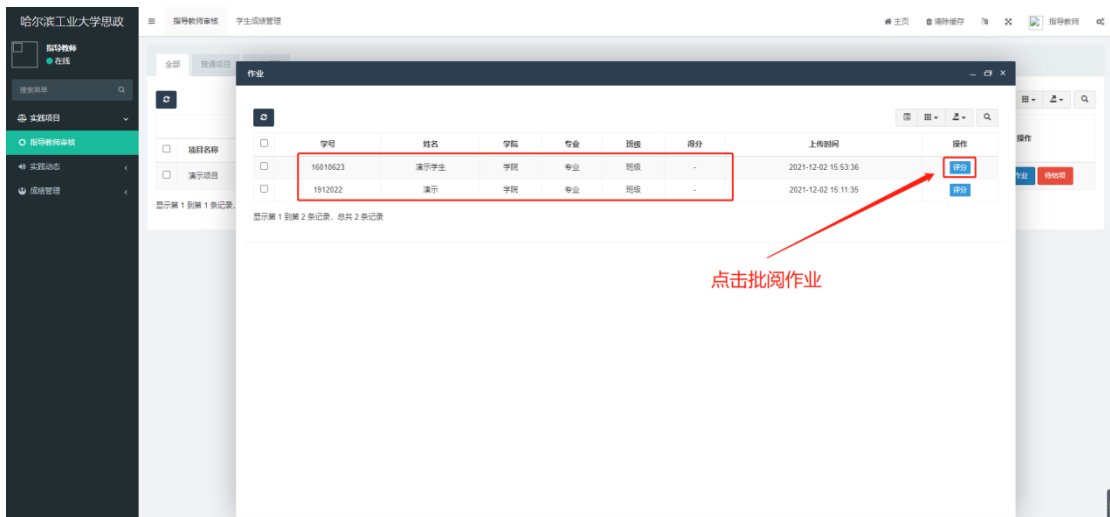 哈尔滨工业大学思政
指导教师审核 学生成绩管理
主页 清除缓存 指导教师
指导教师
在线
搜索菜单
实践项目
指导教师审核
实践动态
成绩管理
全部 普通项目
项目名称 操作
演示项目 作业 待结项
显示第 1 到第 1 条记录,
作业
学号 姓名 学院 专业 班级 得分 上传时间 操作
16010623 演示学生 学院 专业 班级 - 2021-12-02 15:53:36 评分
1912022 演示 学院 专业 班级 - 2021-12-02 15:11:35 评分
显示第 1 到第 2 条记录，总共 2 条记录
点击批阅作业